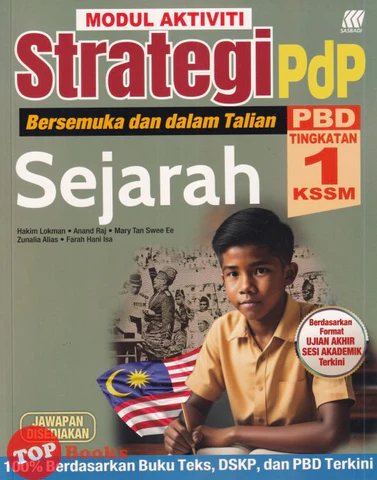 MODUL AKTIVITI
SASBADI
Strategi PdP
Bersemuka dan dalam Talian
PBD
TINGKATAN
1
KSSM
Sejarah
Hakim Lokman • Anand Raj • Mary Tan Swee Ee
Zunalia Alias • Farah Hani Isa
Berdasarkan
Format
UJIAN AKHIR
SESI AKADEMIK
Terkini
JAWAPAN
DISEDIAKAN
TOP Books
100% Berdasarkan Buku Teks, DSKP, dan PBD Terkini